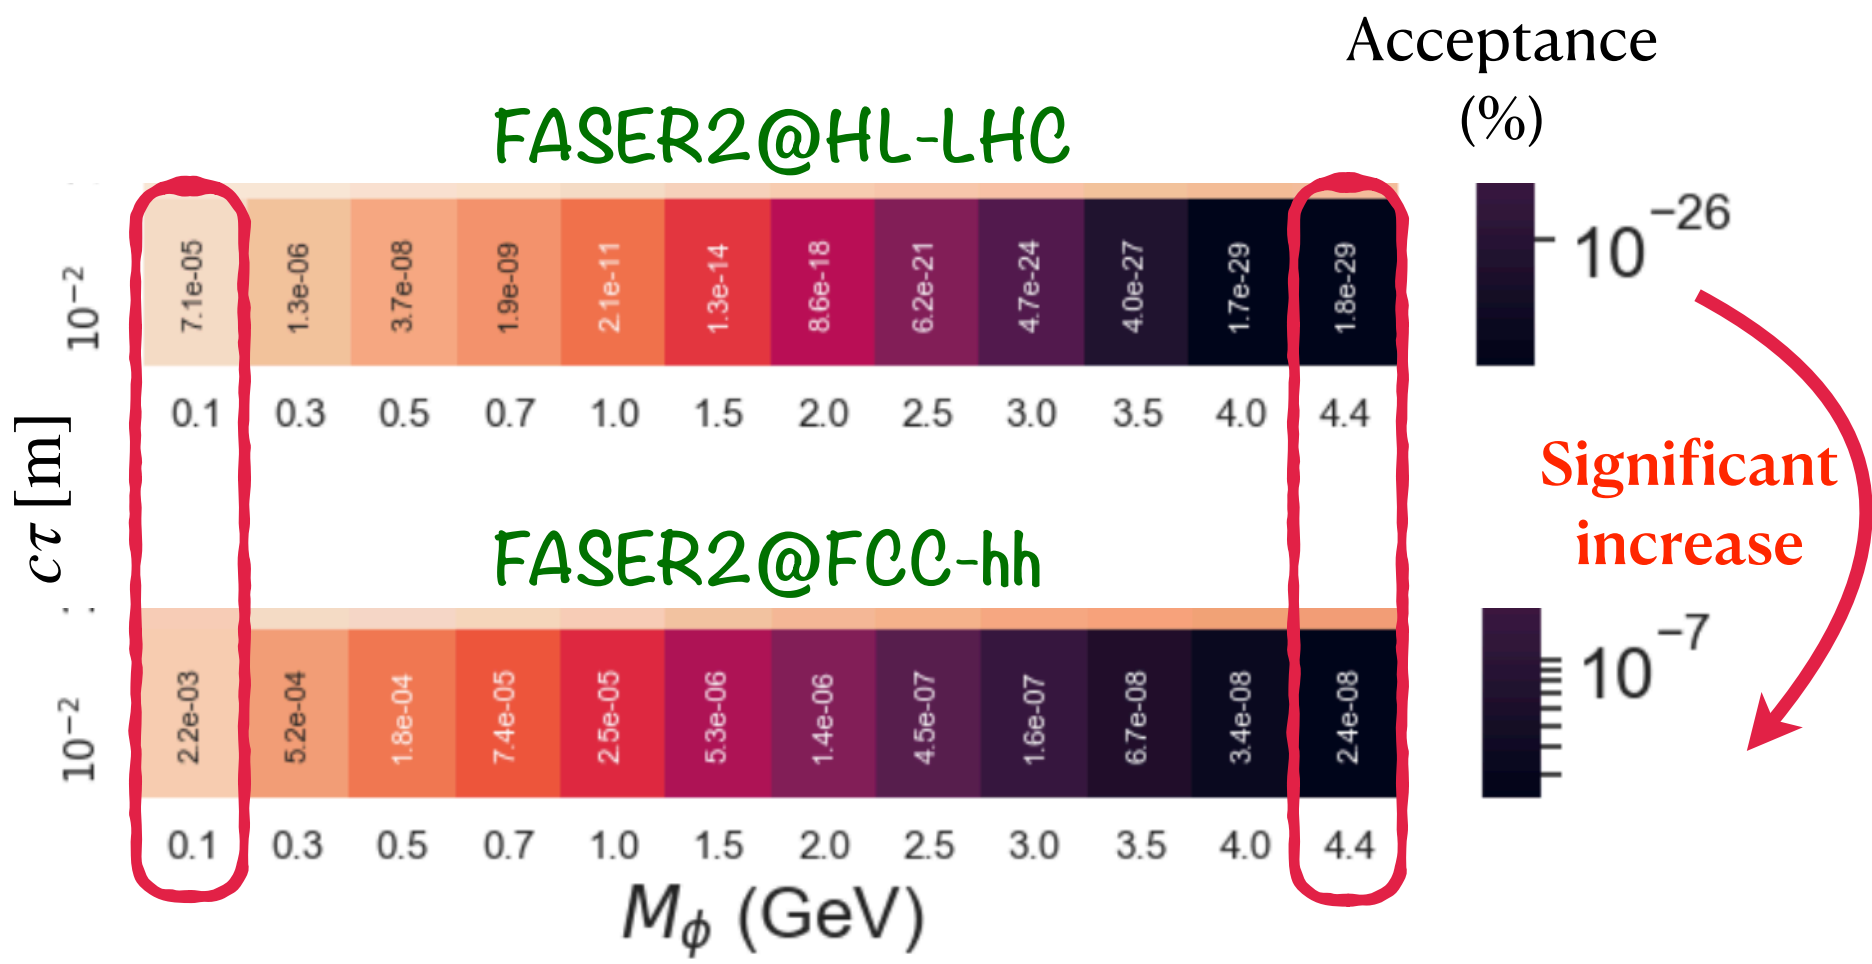 Acceptance
(%)
FASER2@HL-LHC
10⁻²
7.1e-05 1.3e-06 3.7e-08 1.9e-09 2.1e-11 1.3e-14 8.6e-18 6.2e-21 4.7e-24 4.0e-27 1.7e-29 1.8e-29
10⁻²⁶
0.1 0.3 0.5 0.7 1.0 1.5 2.0 2.5 3.0 3.5 4.0 4.4
cτ [m]
Significant
increase
FASER2@FCC-hh
10⁻²
2.2e-03 5.2e-04 1.8e-04 7.4e-05 2.5e-05 5.3e-06 1.4e-06 4.5e-07 1.6e-07 6.7e-08 3.4e-08 2.4e-08
10⁻⁷
0.1 0.3 0.5 0.7 1.0 1.5 2.0 2.5 3.0 3.5 4.0 4.4
M_ϕ (GeV)